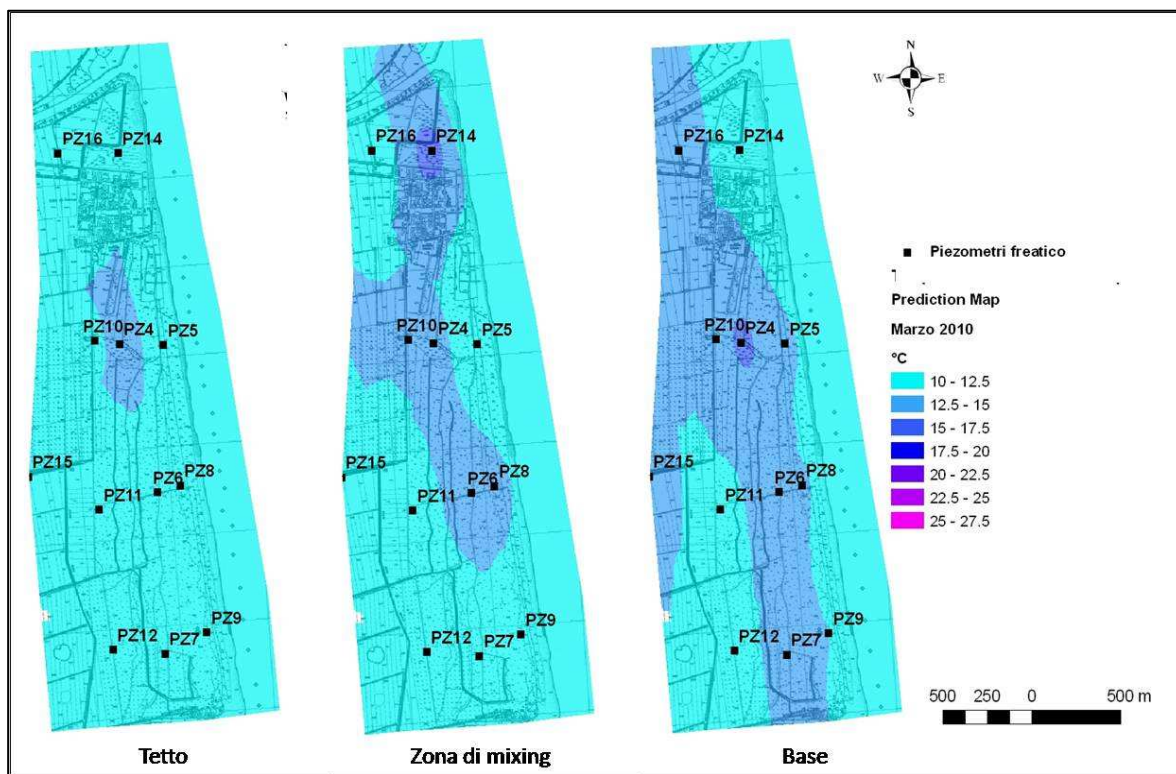 PZ16 PZ14
PZ10 PZ4 PZ5
PZ15
PZ6 PZ8
PZ11
PZ9
PZ12 PZ7
Tetto
PZ16 PZ14
PZ10 PZ4 PZ5
PZ15
PZ6 PZ8
PZ11
PZ9
PZ12 PZ7
Zona di mixing
PZ16 PZ14
PZ10 PZ4 PZ5
PZ15
PZ6 PZ8
PZ11
PZ9
PZ12 PZ7
Base
N
W E
S
Piezometri freatico
Prediction Map
Marzo 2010
°C
10 - 12.5
12.5 - 15
15 - 17.5
17.5 - 20
20 - 22.5
22.5 - 25
25 - 27.5
500 250 0 500 m